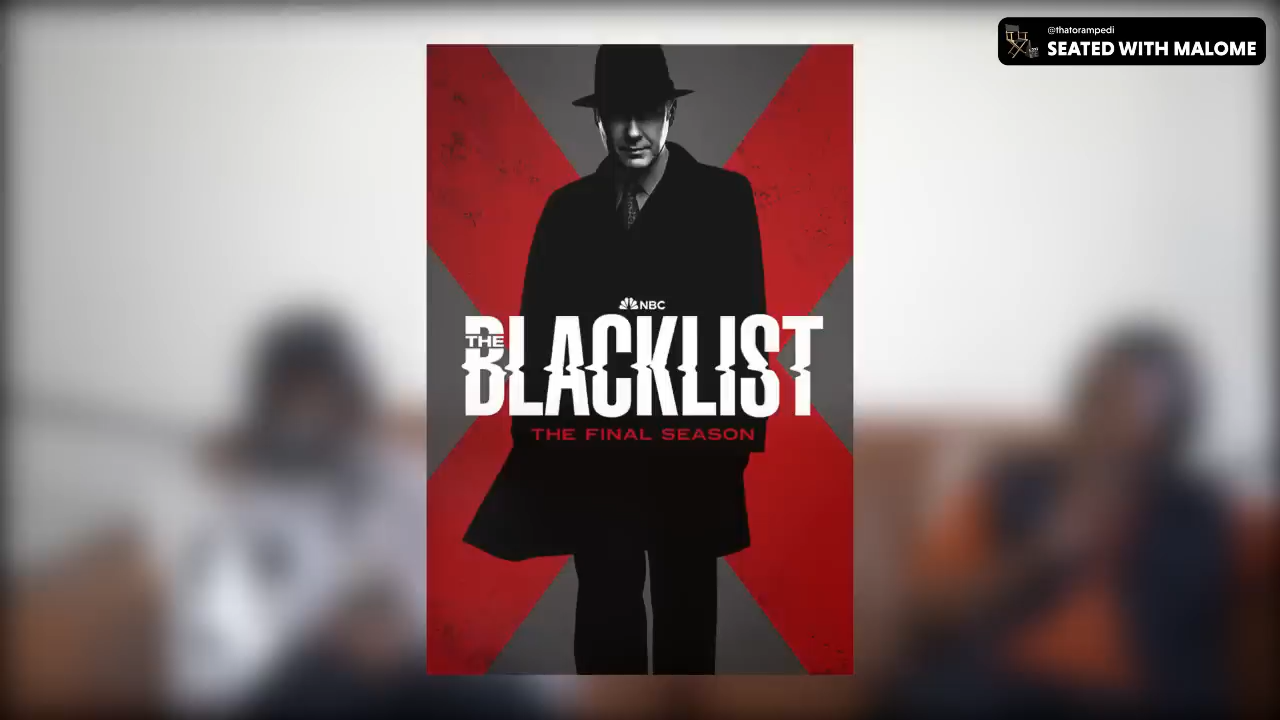 @thatorampedi
SEATED WITH MALOME
NBC
THE
BLACKLIST
THE FINAL SEASON